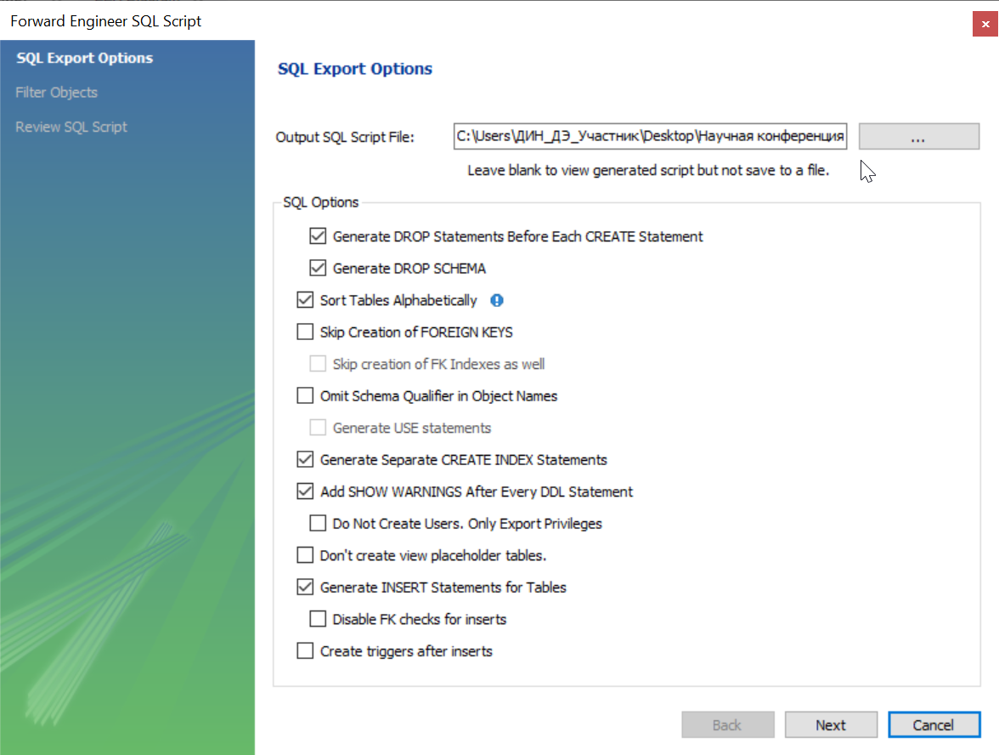 Forward Engineer SQL Script
SQL Export Options
Filter Objects
Review SQL Script
SQL Export Options
Output SQL Script File:
C:\Users\ДИН_ДЭ_Участник\Desktop\Научная конференция
...
Leave blank to view generated script but not save to a file.
SQL Options
Generate DROP Statements Before Each CREATE Statement
Generate DROP SCHEMA
Sort Tables Alphabetically
Skip Creation of FOREIGN KEYS
Skip creation of FK Indexes as well
Omit Schema Qualifier in Object Names
Generate USE statements
Generate Separate CREATE INDEX Statements
Add SHOW WARNINGS After Every DDL Statement
Do Not Create Users. Only Export Privileges
Don't create view placeholder tables.
Generate INSERT Statements for Tables
Disable FK checks for inserts
Create triggers after inserts
Back
Next
Cancel